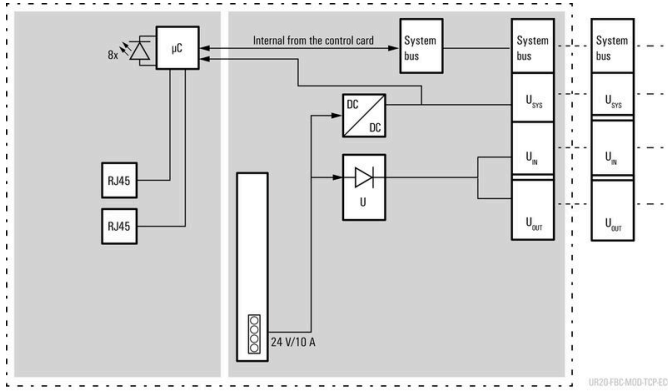 8x
µC
Internal from the control card
System
bus
System
bus
System
bus
DC
DC
U_SYS
U_SYS
U
U_IN
U_IN
RJ45
RJ45
U_OUT
U_OUT
24 V/10 A
UR20-FBC-MOD-TCP-ECO